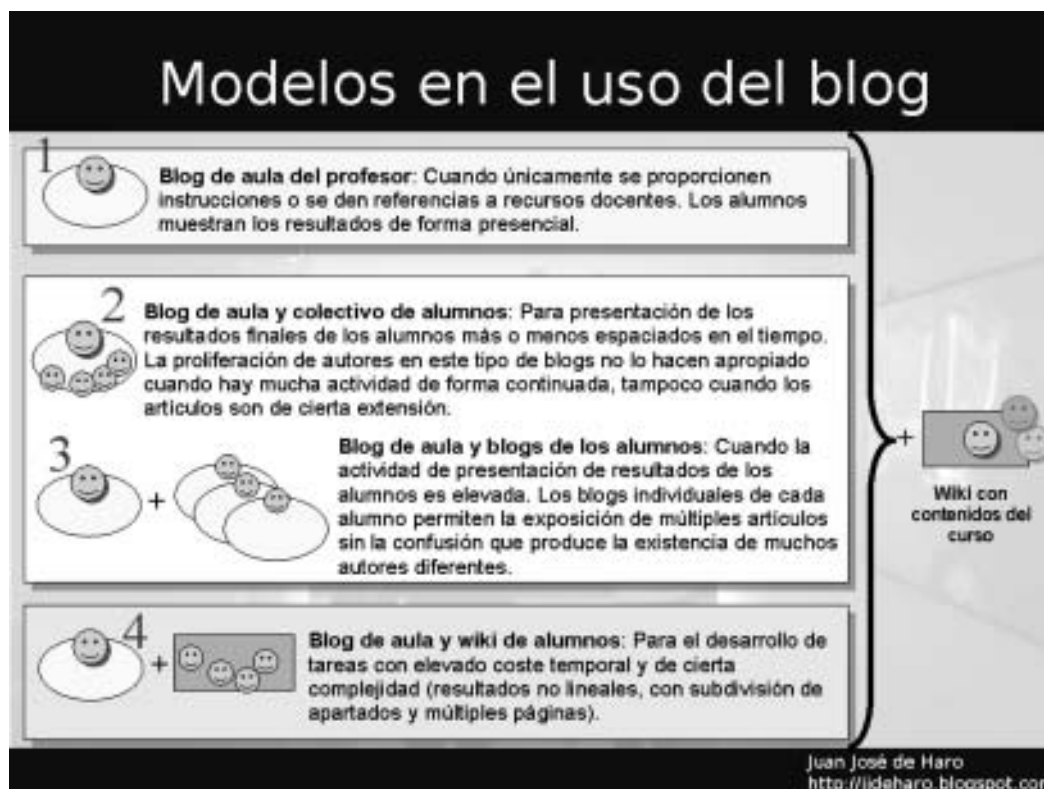 Modelos en el uso del blog
1
Blog de aula del profesor: Cuando únicamente se proporcionen
instrucciones o se den referencias a recursos docentes. Los alumnos
muestran los resultados de forma presencial.
2
Blog de aula y colectivo de alumnos: Para presentación de los
resultados finales de los alumnos más o menos espaciados en el tiempo.
La proliferación de autores en este tipo de blogs no lo hacen apropiado
cuando hay mucha actividad de forma continuada, tampoco cuando los
artículos son de cierta extensión.
3
+
Blog de aula y blogs de los alumnos: Cuando la
actividad de presentación de resultados de los
alumnos es elevada. Los blogs individuales de cada
alumno permiten la exposición de múltiples artículos
sin la confusión que produce la existencia de muchos
autores diferentes.
4
+
Blog de aula y wiki de alumnos: Para el desarrollo de
tareas con elevado coste temporal y de cierta
complejidad (resultados no lineales, con subdivisión de
apartados y múltiples páginas).
+
Wiki con
contenidos del
curso
Juan José de Haro
http://jjdeharo.blogspot.com